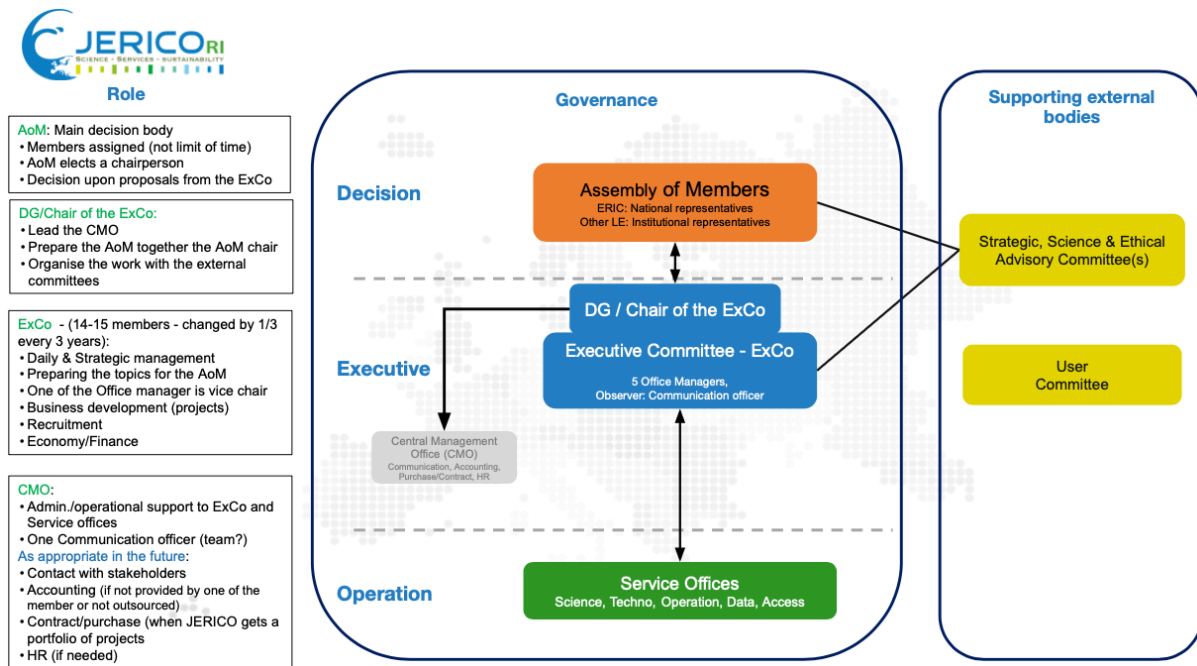 JERICO RI
SCIENCE - SERVICES - SUSTAINABILITY
Role
AoM: Main decision body
• Members assigned (not limit of time)
• AoM elects a chairperson
• Decision upon proposals from the ExCo
DG/Chair of the ExCo:
• Lead the CMO
• Prepare the AoM together the AoM chair
• Organise the work with the external
committees
ExCo - (14-15 members - changed by 1/3
every 3 years):
• Daily & Strategic management
• Preparing the topics for the AoM
• One of the Office manager is vice chair
• Business development (projects)
• Recruitment
• Economy/Finance
CMO:
• Admin./operational support to ExCo and
Service offices
• One Communication officer (team?)
As appropriate in the future:
• Contact with stakeholders
• Accounting (if not provided by one of the
member or not outsourced)
• Contract/purchase (when JERICO gets a
portfolio of projects
• HR (if needed)
Governance
Decision
Assembly of Members
ERIC: National representatives
Other LE: Institutional representatives
DG / Chair of the ExCo
Executive
Executive Committee - ExCo
5 Office Managers,
Observer: Communication officer
Central Management
Office (CMO)
Communication, Accounting,
Purchase/Contract, HR
Operation
Service Offices
Science, Techno, Operation, Data, Access
Supporting external
bodies
Strategic, Science & Ethical
Advisory Committee(s)
User
Committee